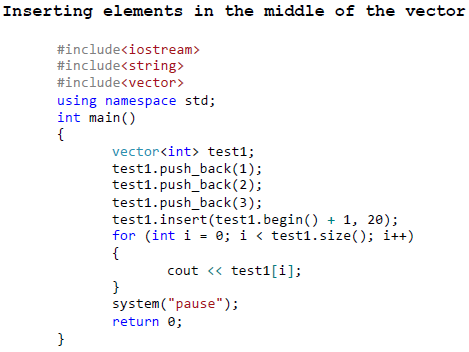 Inserting elements in the middle of the vector
#include<iostream>
#include<string>
#include<vector>
using namespace std;
int main()
{
vector<int> test1;
test1.push_back(1);
test1.push_back(2);
test1.push_back(3);
test1.insert(test1.begin() + 1, 20);
for (int i = 0; i < test1.size(); i++)
{
cout << test1[i];
}
system("pause");
return 0;
}